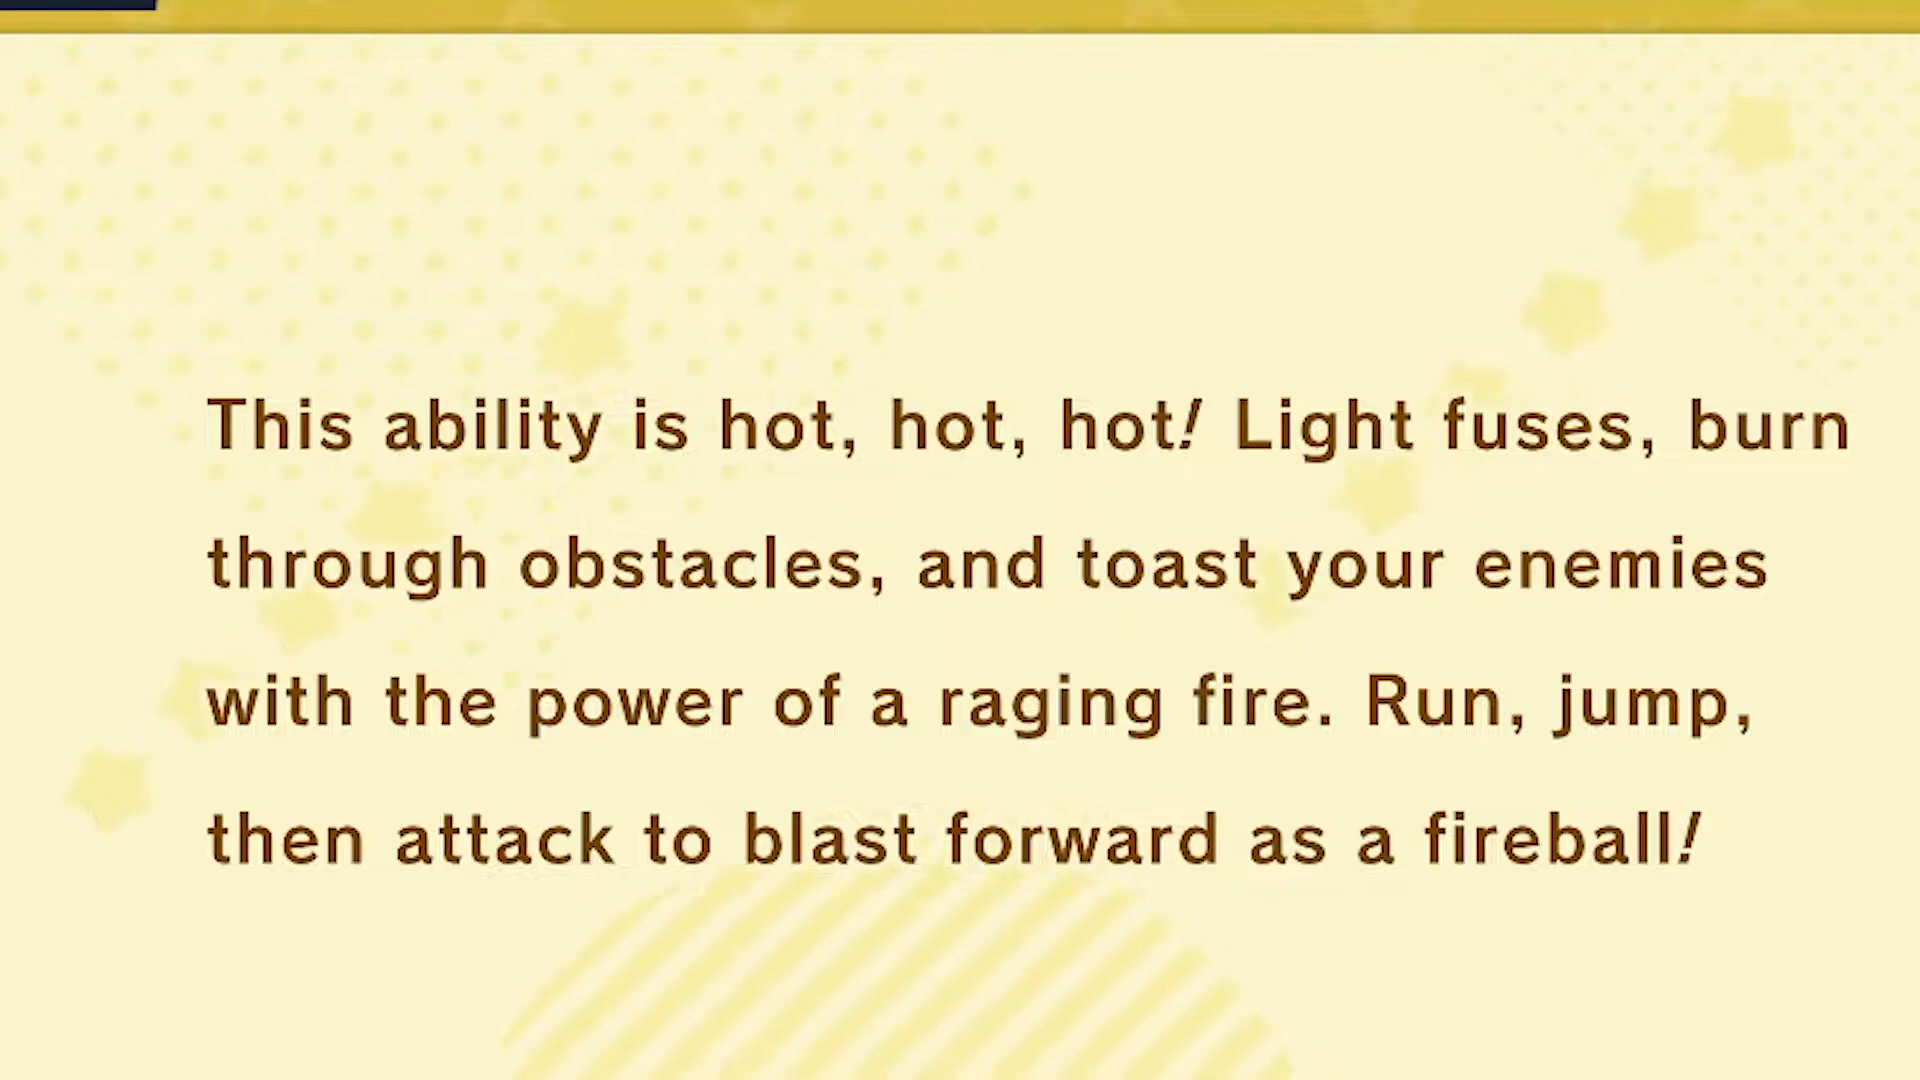 This ability is hot, hot, hot! Light fuses, burn
through obstacles, and toast your enemies
with the power of a raging fire. Run, jump,
then attack to blast forward as a fireball!